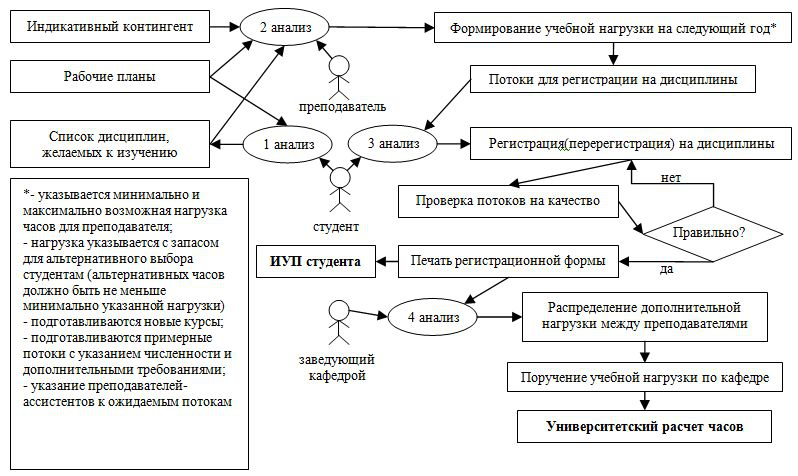 Индикативный контингент
2 анализ
Формирование учебной нагрузки на следующий год*
Рабочие планы
преподаватель
Потоки для регистрации на дисциплины
Список дисциплин,
желаемых к изучению
1 анализ
3 анализ
Регистрация(перерегистрация) на дисциплины
студент
нет
Проверка потоков на качество
Правильно?
да
*- указывается минимально и
максимально возможная нагрузка
часов для преподавателя;
- нагрузка указывается с запасом
для альтернативного выбора
студентам (альтернативных часов
должно быть не меньше
минимально указанной нагрузки)
- подготавливаются новые курсы;
- подготавливаются примерные
потоки с указанием численности и
дополнительными требованиями;
- указание преподавателей-
ассистентов к ожидаемым потокам
ИУП студента
Печать регистрационной формы
заведующий
кафедрой
4 анализ
Распределение дополнительной
нагрузки между преподавателями
Поручение учебной нагрузки по кафедре
Университетский расчет часов